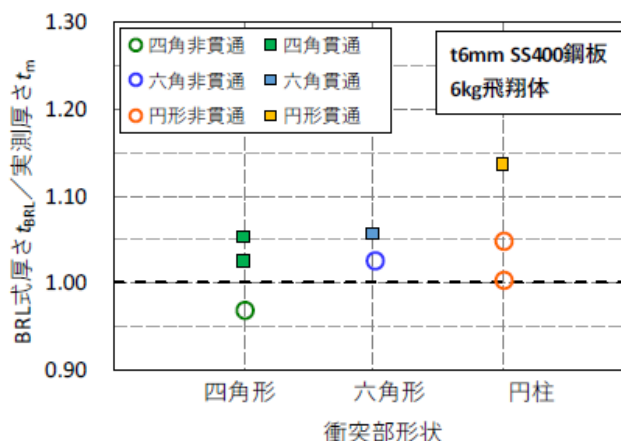 1.30
1.20
1.10
1.00
0.90
BRL式厚さtBRL／実測厚さtm
四角非貫通
四角貫通
六角非貫通
六角貫通
円形非貫通
円形貫通
t6mm SS400鋼板
6kg飛翔体
四角形
六角形
円柱
衝突部形状